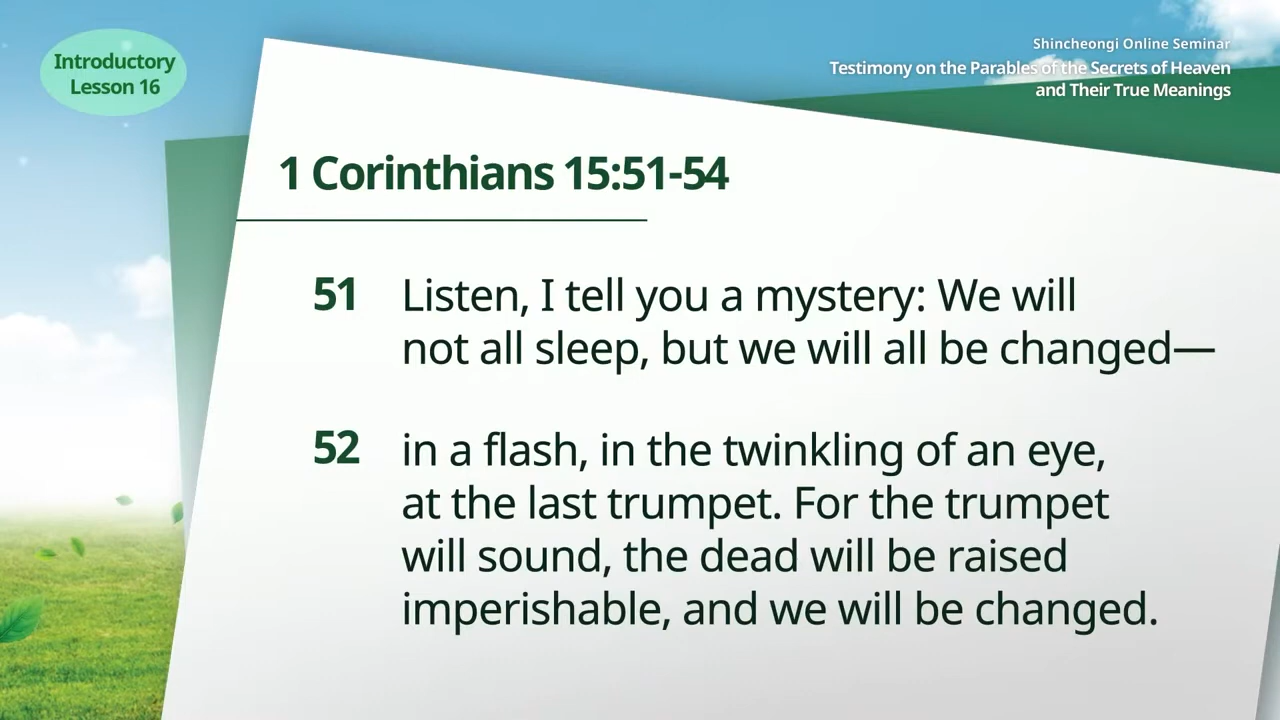 Introductory
Lesson 16
Shincheongi Online Seminar
Testimony on the Parables of the Secrets of Heaven
and Their True Meanings
1 Corinthians 15:51-54
51 Listen, I tell you a mystery: We will
not all sleep, but we will all be changed—
52 in a flash, in the twinkling of an eye,
at the last trumpet. For the trumpet
will sound, the dead will be raised
imperishable, and we will be changed.